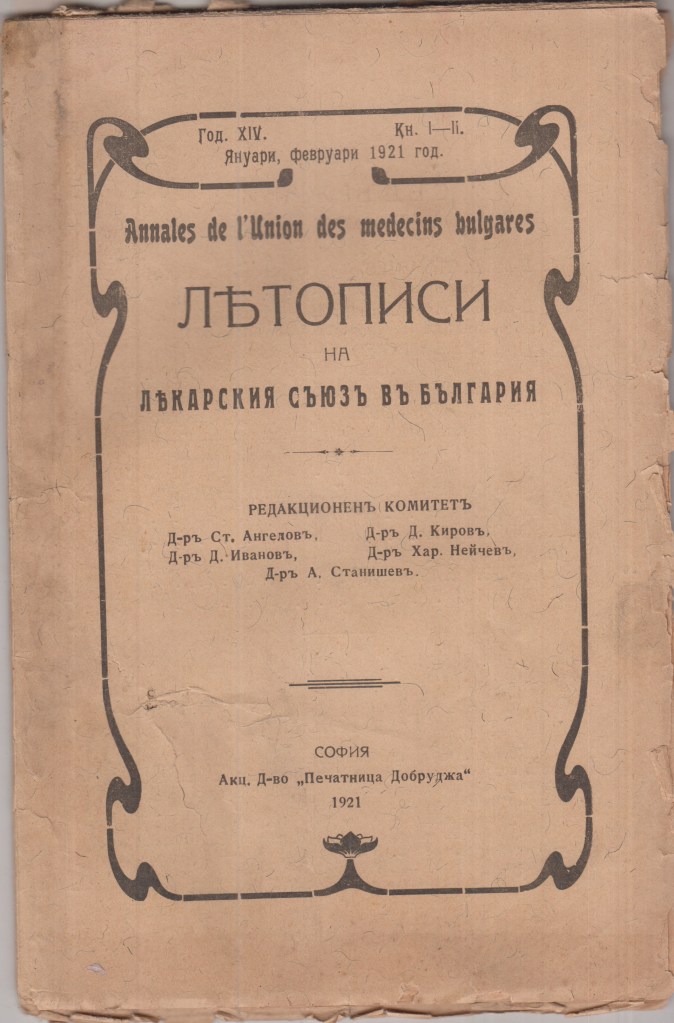 Год. XIV. Кн. I—II.
Януари, февруари 1921 год.
Annales de l'Union des medecins bulgares
ЛѢТОПИСИ
НА
ЛѢКАРСКИЯ СЪЮЗЪ ВЪ БЪЛГАРИЯ
РЕДАКЦИОНЕНЪ КОМИТЕТЪ
Д-ръ Ст. Ангеловъ, Д-ръ Д. Кировъ,
Д-ръ Д. Ивановъ, Д-ръ Хар. Нейчевъ,
Д-ръ А. Станишевъ.
СОФИЯ
Акц. Д-во „Печатница Добруджа“
1921